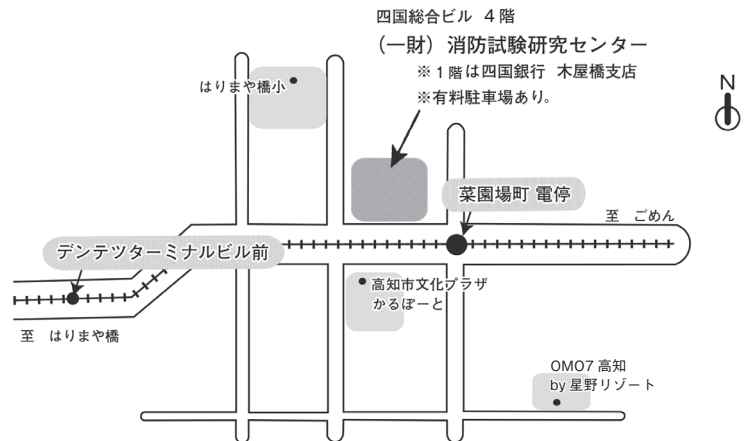 四国総合ビル 4階
（一財）消防試験研究センター
※1階は四国銀行 木屋橋支店
※有料駐車場あり。
はりまや橋小
N
菜園場町 電停
至 ごめん
デンテツターミナルビル前
高知市文化プラザ
かるぽーと
至 はりまや橋
OMO7 高知
by 星野リゾート